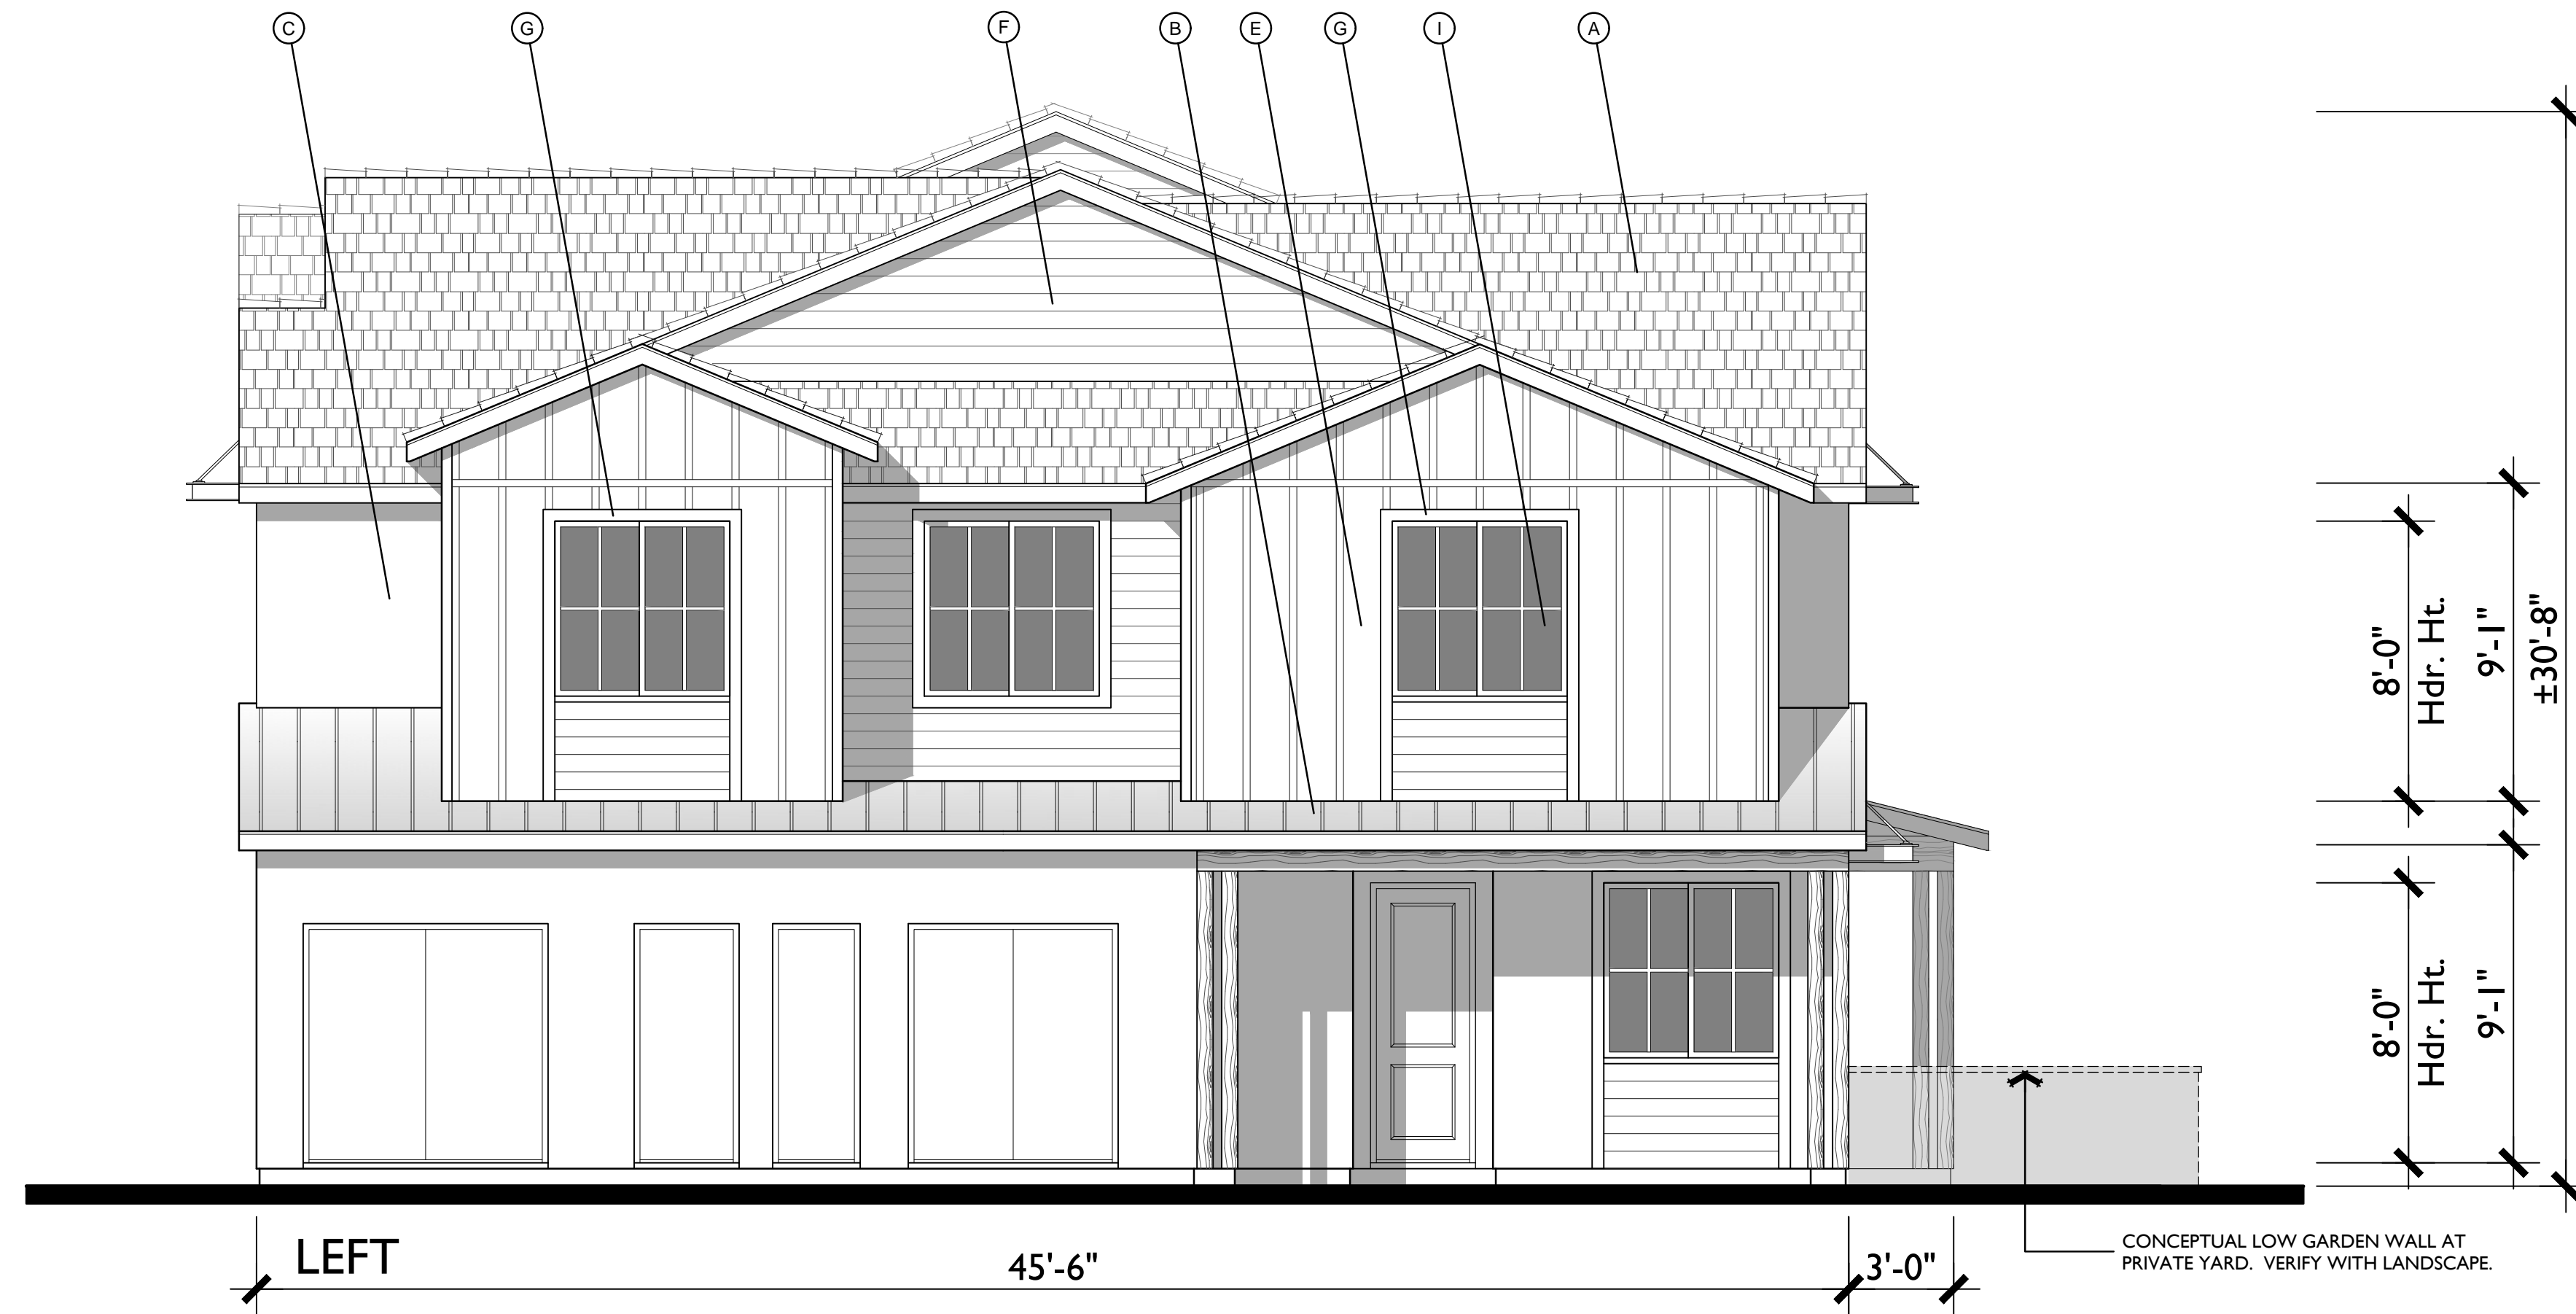 C G F B E G I A
8'-0"
Hdr. Ht.
9'-1"
±30'-8"
8'-0"
Hdr. Ht.
9'-1"
LEFT
45'-6"
3'-0"
CONCEPTUAL LOW GARDEN WALL AT
PRIVATE YARD. VERIFY WITH LANDSCAPE.